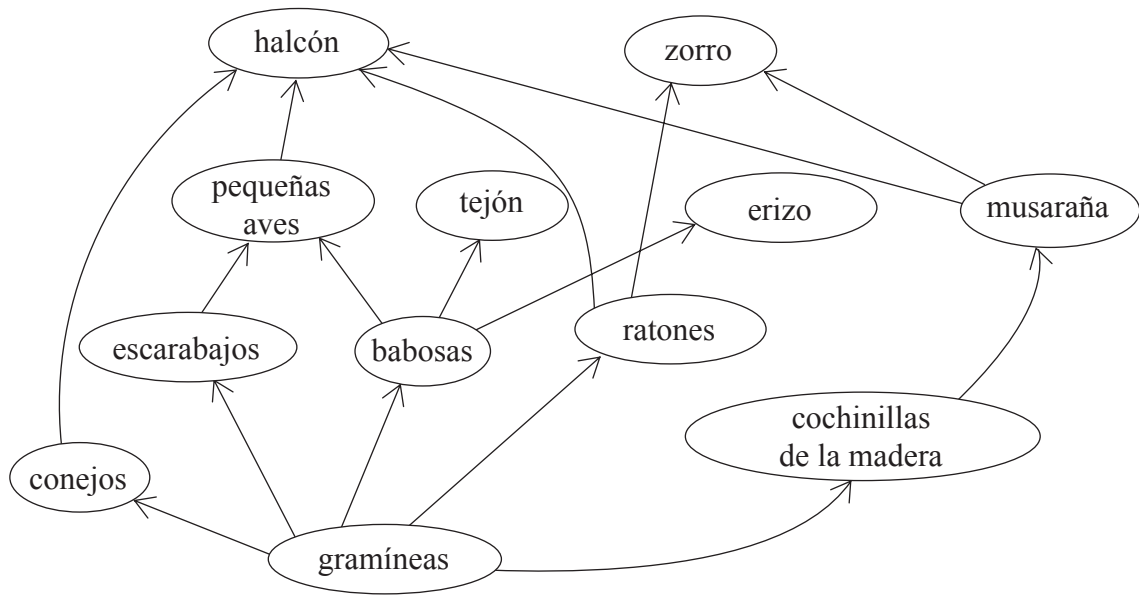 halcón
zorro
pequeñas
aves
tejón
erizo
musaraña
escarabajos
babosas
ratones
cochinillas
de la madera
conejos
gramíneas